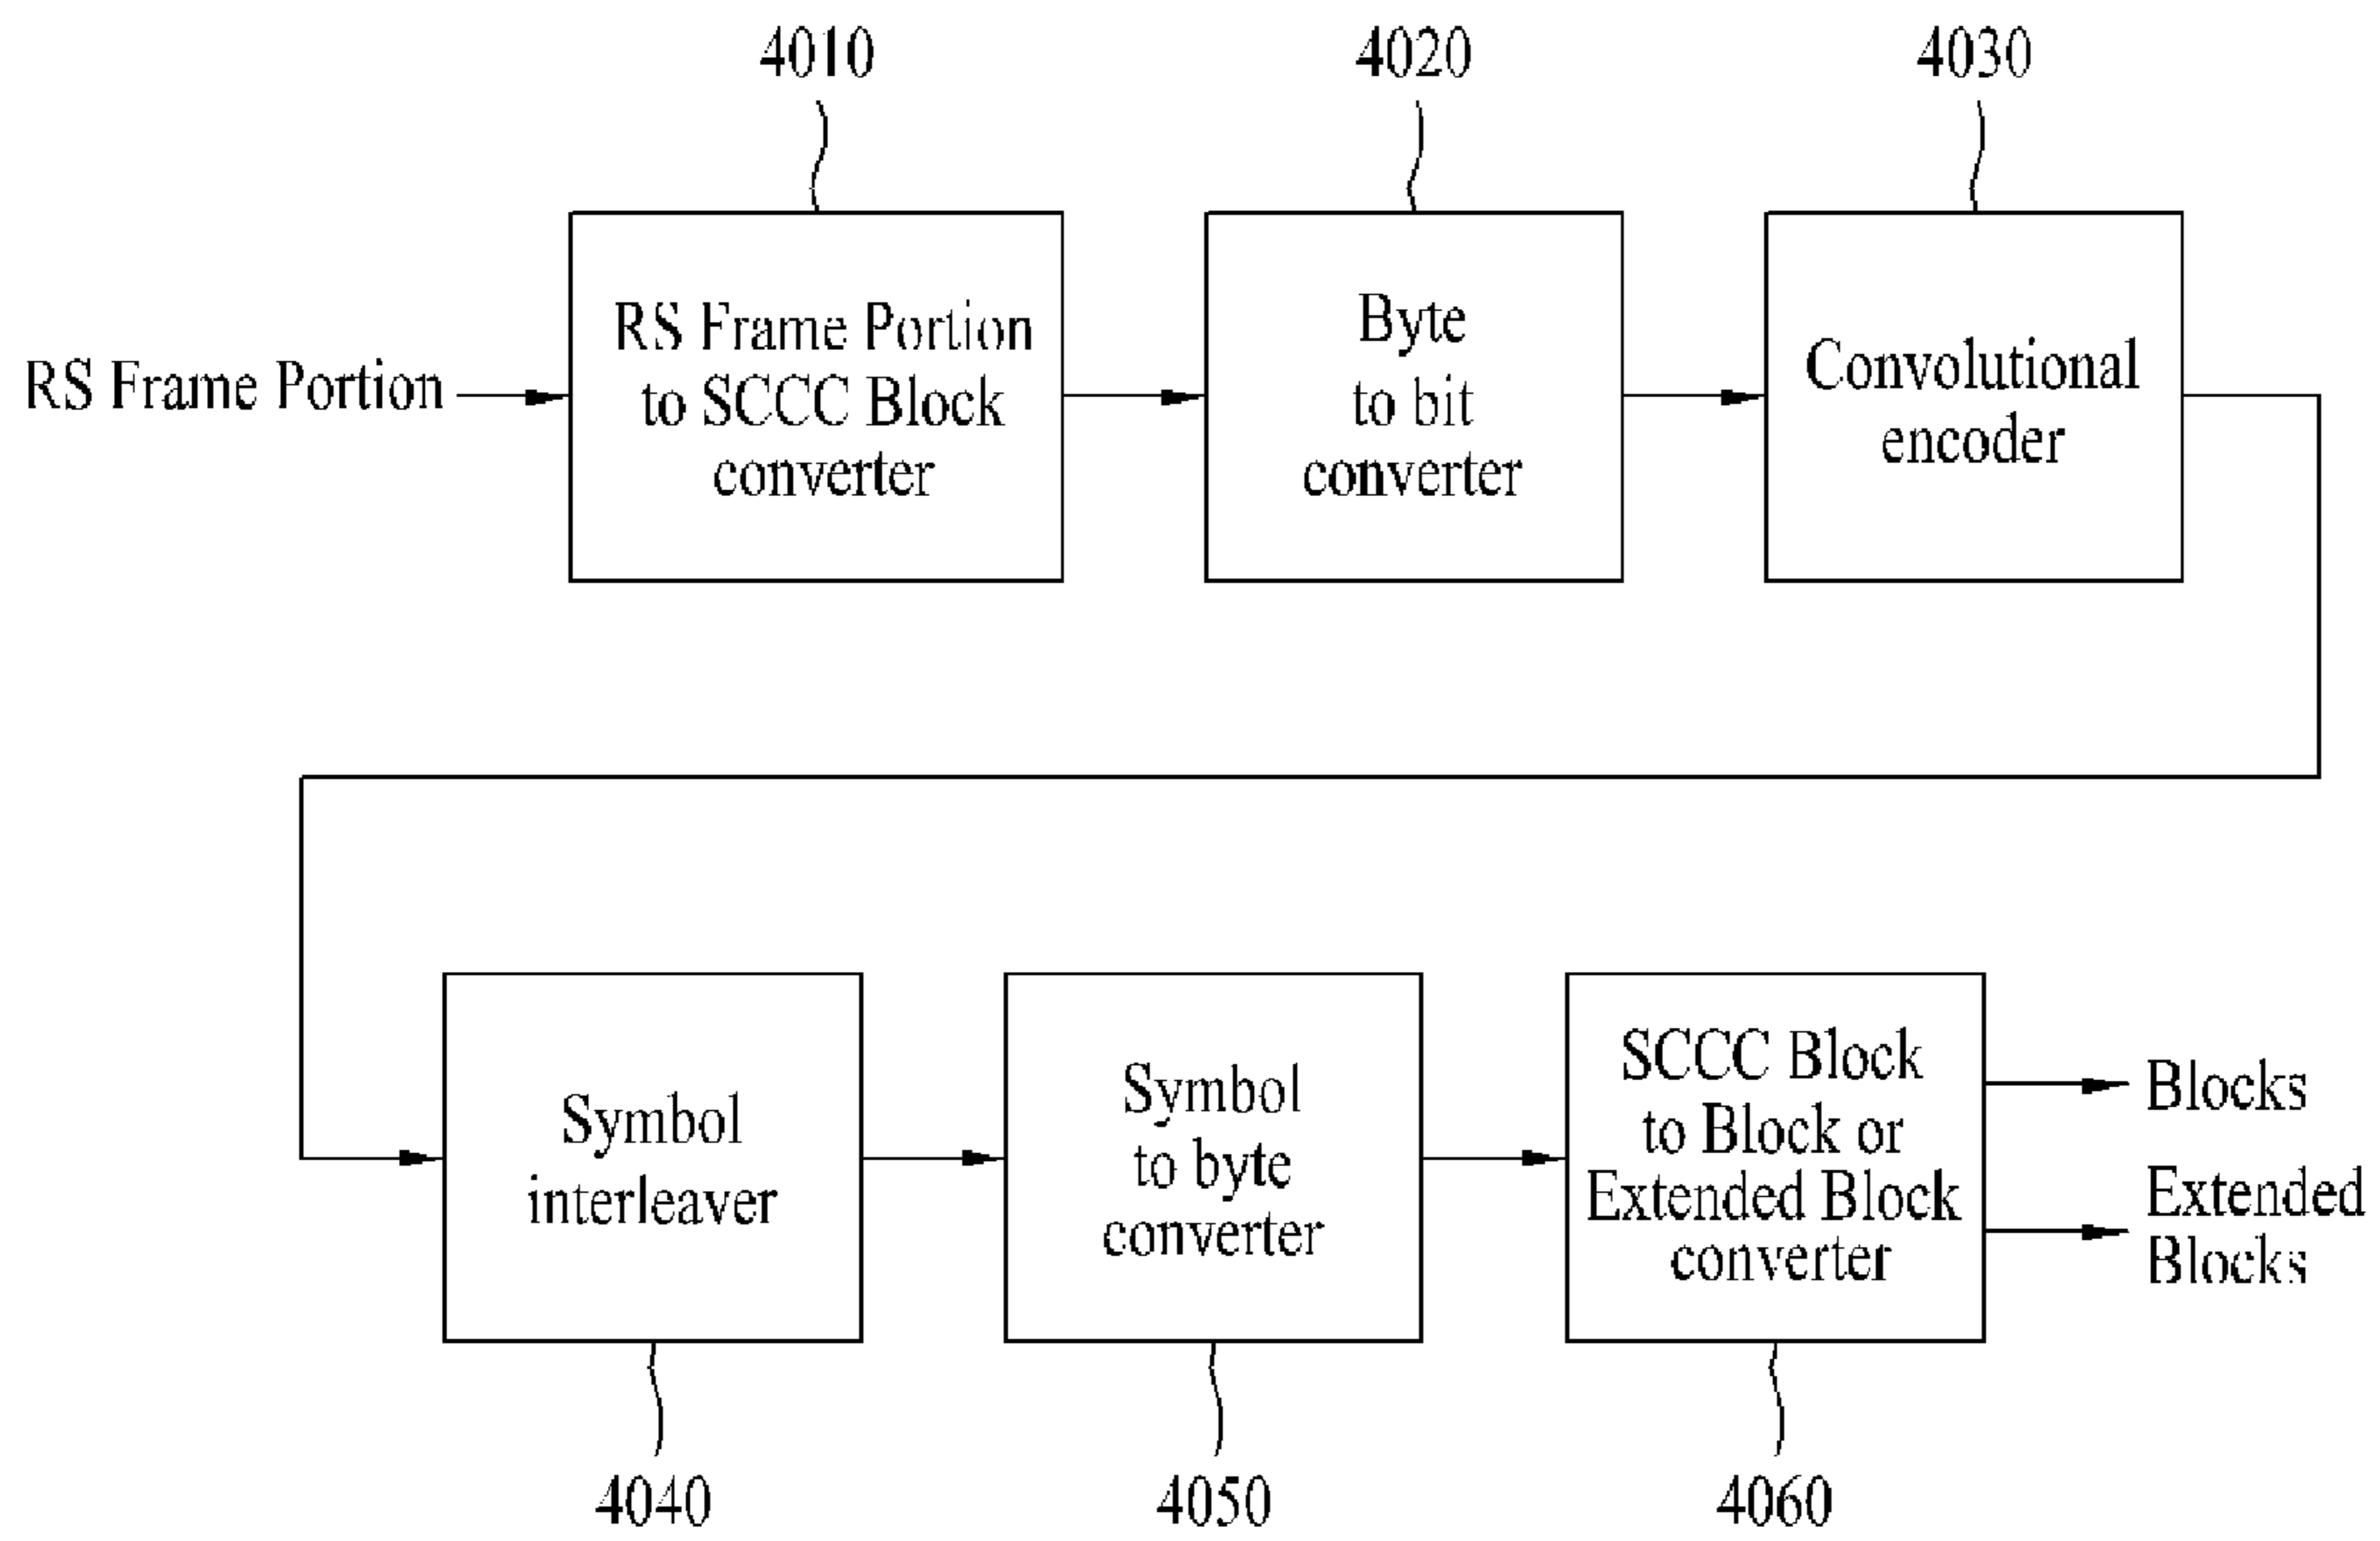 4010
4020
4030
RS Frame Portion
RS Frame Portion
to SCCC Block
converter
Byte
to bit
converter
Convolutional
encoder
Symbol
interleaver
Symbol
to byte
converter
SCCC Block
to Block or
Extended Block
converter
Blocks
Extended
Blocks
4040
4050
4060